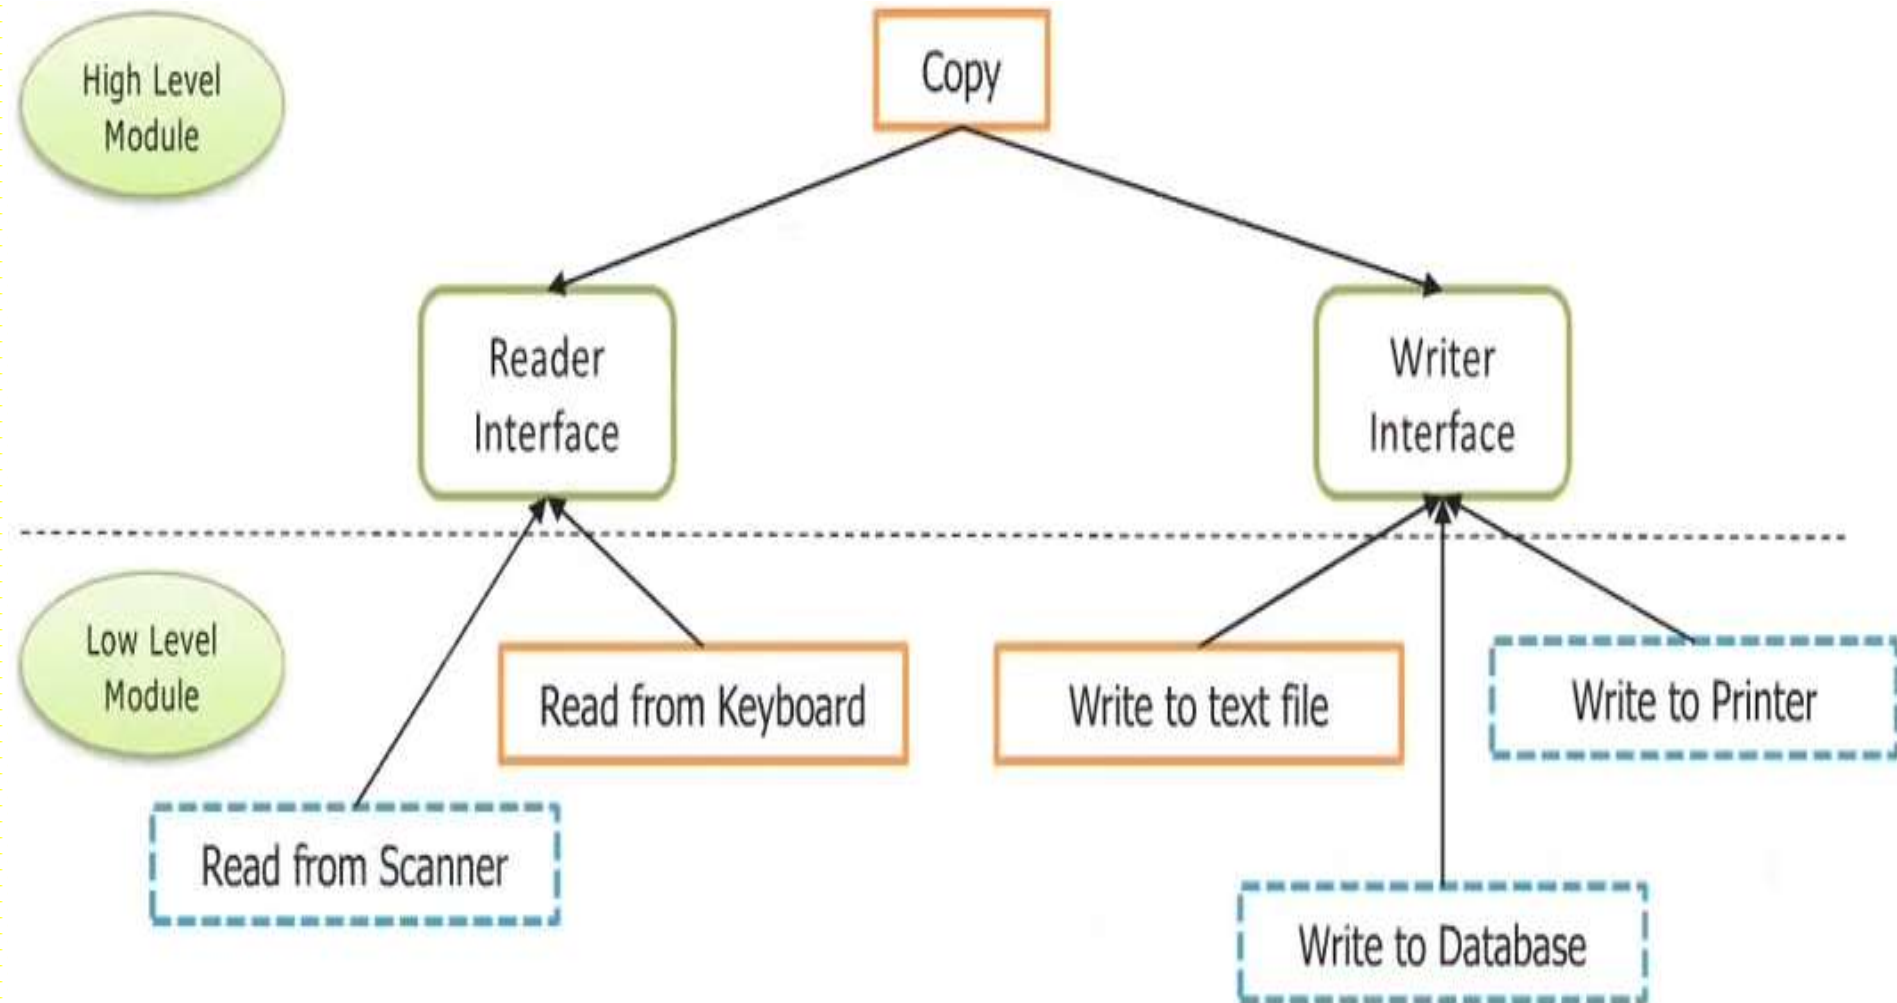 High Level
Module
Copy
Reader
Interface
Writer
Interface
Low Level
Module
Read from Keyboard
Write to text file
Write to Printer
Read from Scanner
Write to Database